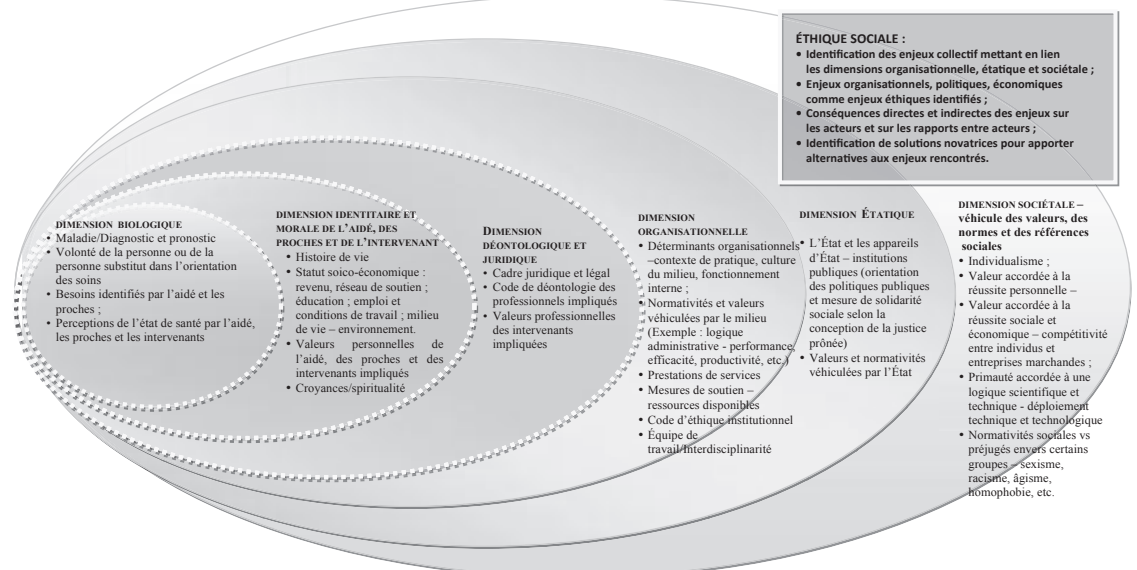 ÉTHIQUE SOCIALE :
• Identification des enjeux collectif mettant en lien
les dimensions organisationnelle, étatique et sociétale ;
• Enjeux organisationnels, politiques, économiques
comme enjeux éthiques identifiés ;
• Conséquences directes et indirectes des enjeux sur
les acteurs et sur les rapports entre acteurs ;
• Identification de solutions novatrices pour apporter
alternatives aux enjeux rencontrés.
DIMENSION BIOLOGIQUE
• Maladie/Diagnostic et pronostic
• Volonté de la personne ou de la
personne substitut dans l'orientation
des soins
• Besoins identifiés par l'aidé et les
proches ;
• Perceptions de l'état de santé par l'aidé,
les proches et les intervenants
DIMENSION IDENTITAIRE ET
MORALE DE L'AIDÉ, DES
PROCHES ET DE L'INTERVENANT
• Histoire de vie
• Statut soico-économique :
revenu, réseau de soutien ;
éducation ; emploi et
conditions de travail ; milieu
de vie – environnement.
• Valeurs personnelles de
l'aidé, des proches et des
intervenants impliqués
• Croyances/spiritualité
DIMENSION
DÉONTOLOGIQUE ET
JURIDIQUE
• Cadre juridique et légal
• Code de déontologie des
professionnels impliqués
• Valeurs professionnelles
des intervenants
impliquées
DIMENSION
ORGANISATIONNELLE
• Déterminants organisationnels
–contexte de pratique, culture
du milieu, fonctionnement
interne ;
• Normativités et valeurs
véhiculées par le milieu
(Exemple : logique
administrative - performance,
efficacité, productivité, etc.)
• Prestations de services
• Mesures de soutien –
ressources disponibles
• Code d'éthique institutionnel
• Équipe de
travail/Interdisciplinarité
DIMENSION ÉTATIQUE
• L'État et les appareils
d'État – institutions
publiques (orientation
des politiques publiques
et mesure de solidarité
sociale selon la
conception de la justice
prônée)
• Valeurs et normativités
véhiculées par l'État
DIMENSION SOCIÉTALE –
véhicule des valeurs, des
normes et des références
sociales
• Individualisme ;
• Valeur accordée à la
réussite personnelle –
• Valeur accordée à la
réussite sociale et
économique – compétitivité
entre individus et
entreprises marchandes ;
• Primauté accordée à une
logique scientifique et
technique - déploiement
technique et technologique
• Normativités sociales vs
préjugés envers certains
groupes – sexisme,
racisme, âgisme,
homophobie, etc.